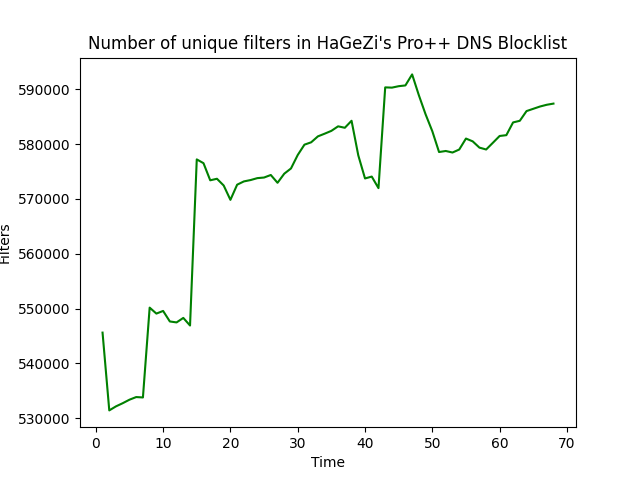 Number of unique filters in HaGeZi's Pro++ DNS Blocklist
590000
580000
570000
560000
550000
540000
530000
Filters
0 10 20 30 40 50 60 70
Time